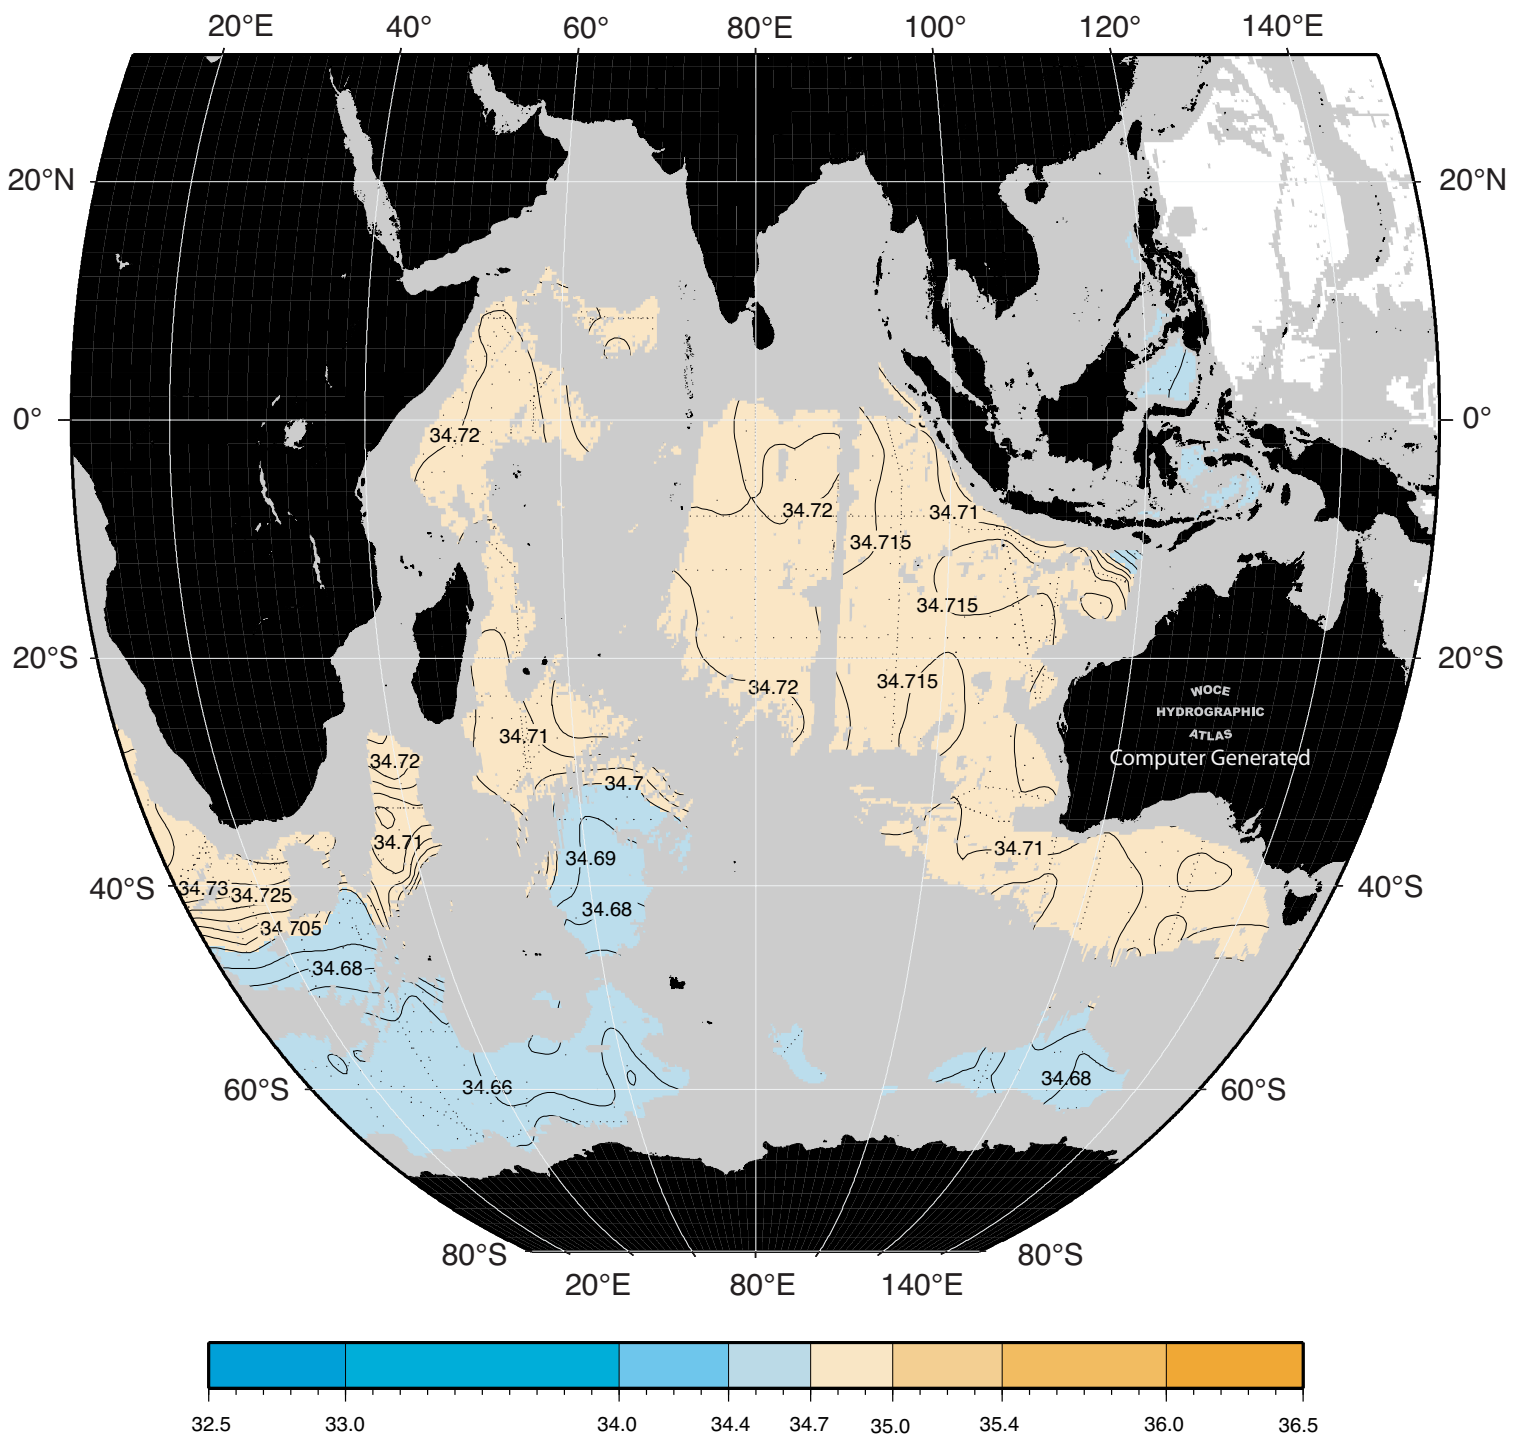 20°E 40° 60° 80°E 100° 120° 140°E
20°N 20°N
0° 0°
34.72
34.72 34.71
34.715
34.715
20°S 20°S
34.72 34.715
WOCE
HYDROGRAPHIC
ATLAS
34.71
Computer Generated
34.72
34.7
34.71 34.71
34.69
40°S 34.73 34.725 40°S
34.68
34.705
34.68
34.68
60°S 34.66 60°S
80°S 80°S
20°E 80°E 140°E
32.5 33.0 34.0 34.4 34.7 35.0 35.4 36.0 36.5